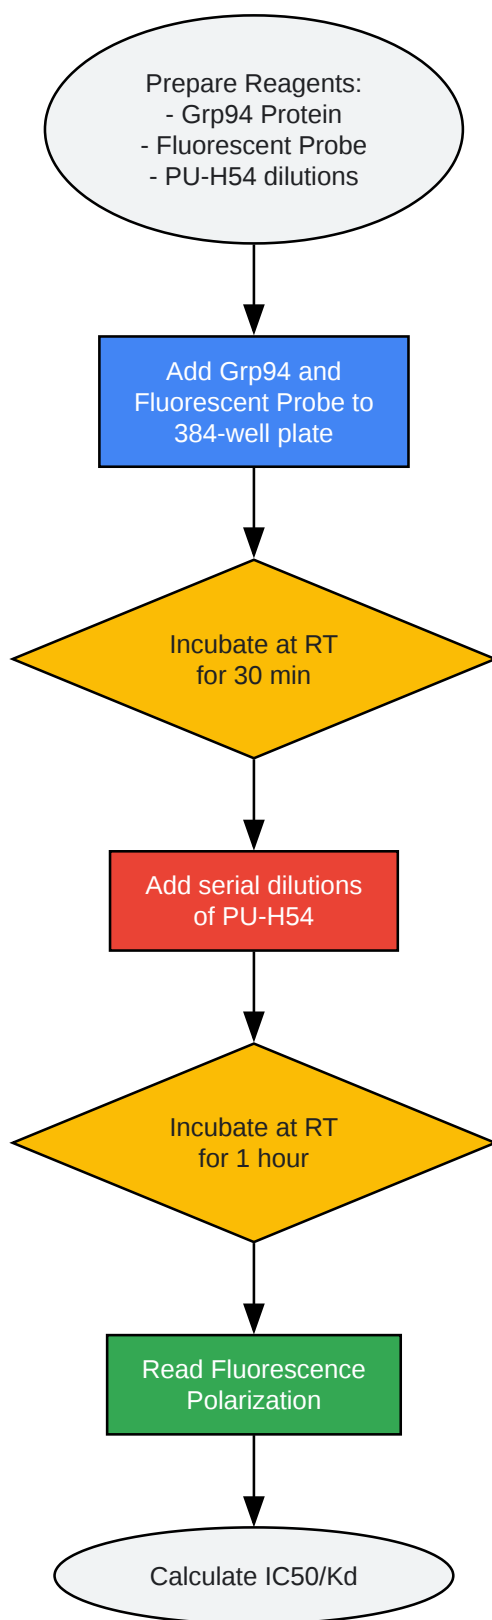 Prepare Reagents:
- Grp94 Protein
- Fluorescent Probe
- PU-H54 dilutions
Add Grp94 and
Fluorescent Probe to
384-well plate
Incubate at RT
for 30 min
Add serial dilutions
of PU-H54
Incubate at RT
for 1 hour
Read Fluorescence
Polarization
Calculate IC50/Kd